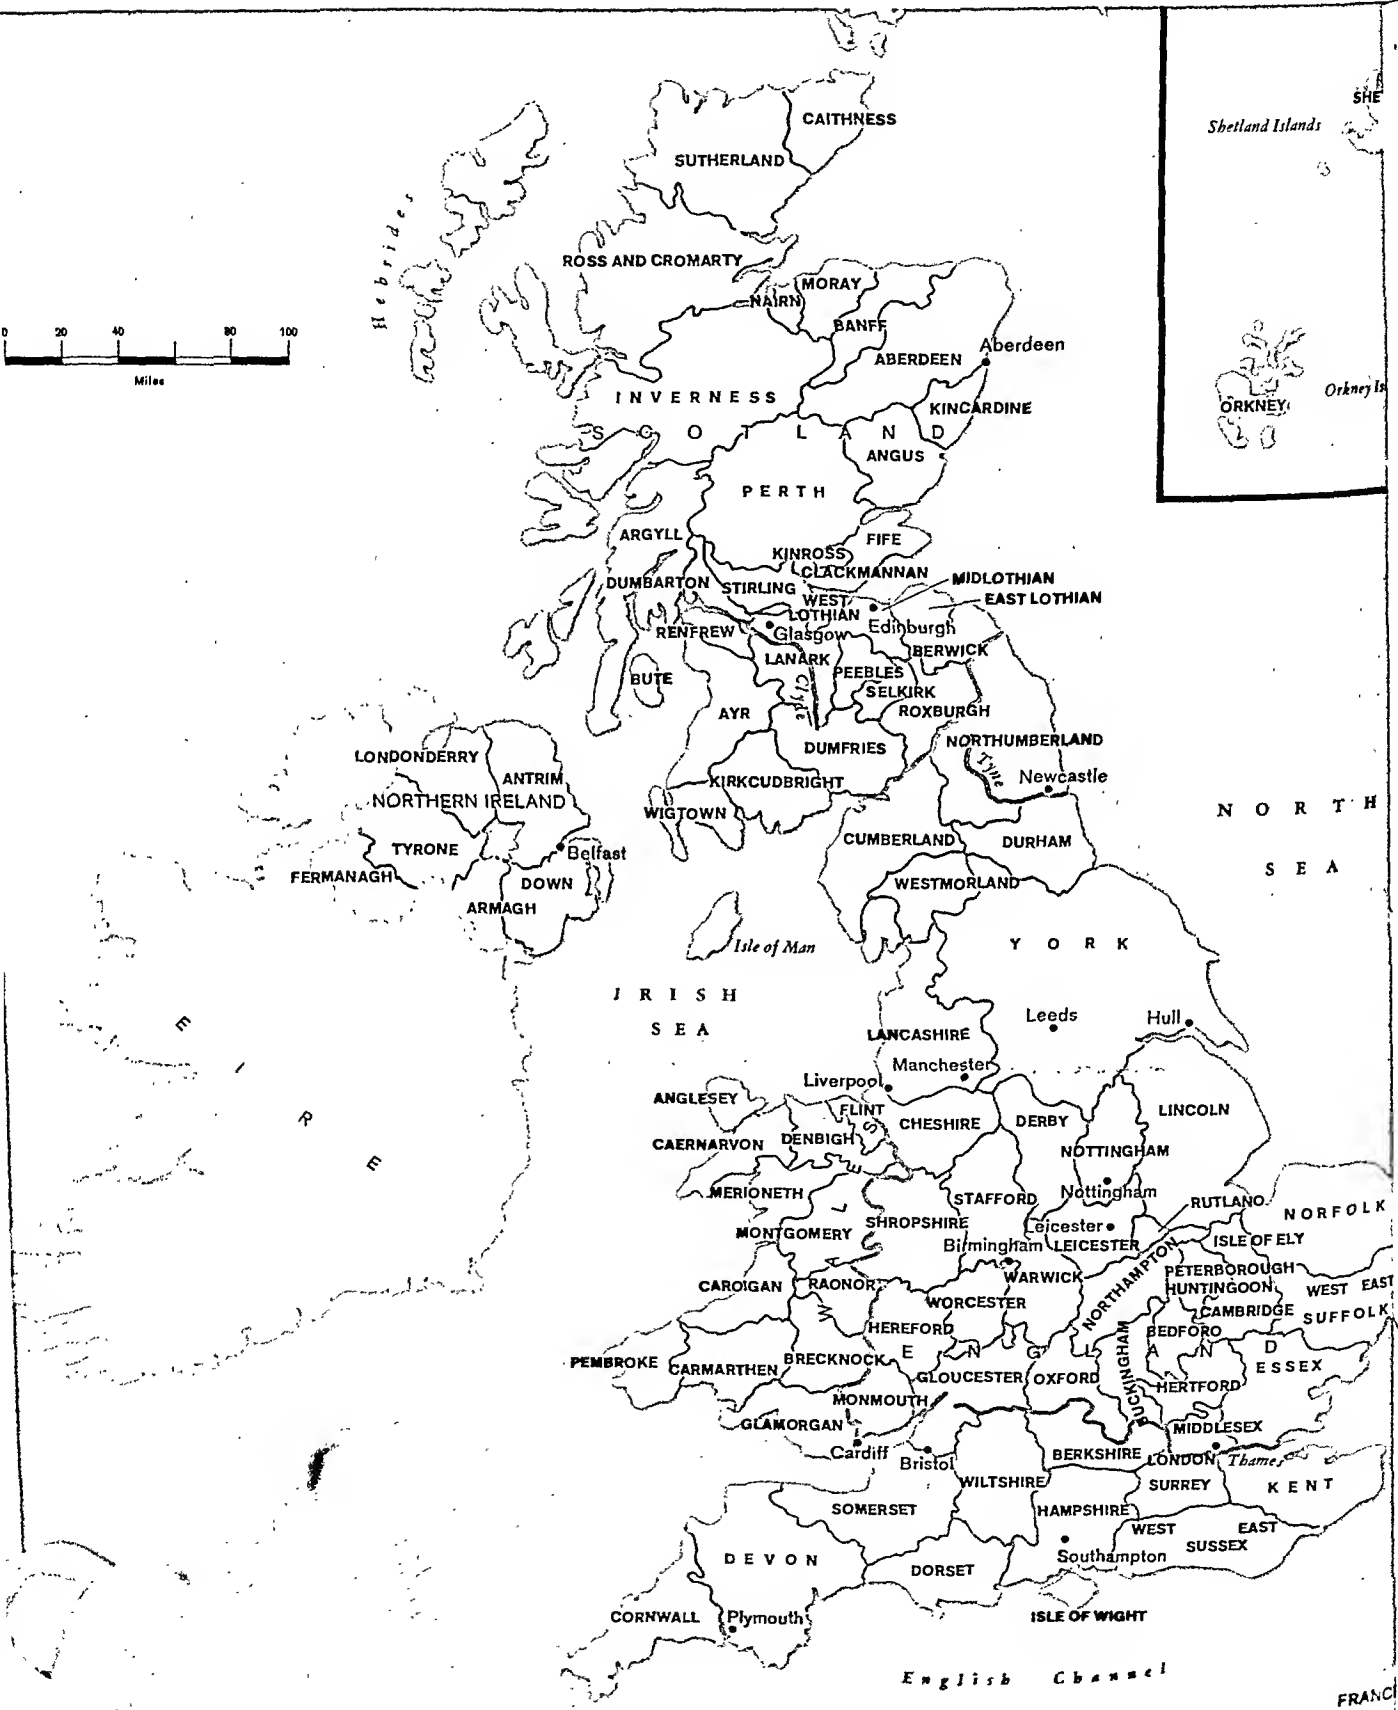 CAITHNESS
SUTHERLAND
SHE
Shetland Islands
Hebsides
ROSS AND CROMARTY
MORAY
NAIRN
BANFF
0 20 40 80 100
Miles
ABERDEEN
Aberdeen
INVERNESS
KINCARDINE
ORKNEY
Orkney Is
SCOTLAND
ANGUS
PERTH
ARGYLL
FIFE
KINROSS
CLACKMANNAN
DUMBARTON
STIRLING
MIDLOTHIAN
WEST
LOTHIAN
EAST LOTHIAN
RENFREW
Glasgow
Edinburgh
LANARK
BERWICK
BUTE
PEEBLES
SELKIRK
Clyde
AYR
ROXBURGH
DUMFRIES
NORTHUMBERLAND
LONDONDERRY
ANTRIM
KIRKCUDBRIGHT
Tyne
Newcastle
NORTHERN IRELAND
WIGTOWN
NORTH
SEA
TYRONE
Belfast
CUMBERLAND
DURHAM
FERMANAGH
DOWN
WESTMORLAND
ARMAGH
Isle of Man
YORK
IRISH
SEA
EIRE
Leeds
Hull
LANCASHIRE
Manchester
Liverpool
ANGLESEY
FLINT
CHESHIRE
DERBY
LINCOLN
CAERNARVON
DENBIGH
NOTTINGHAM
MERIONETH
STAFFORD
Nottingham
RUTLANO
NORFOLK
MONTGOMERY
SHROPSHIRE
Leicester
LEICESTER
ISLE OF ELY
Birmingham
WALES
CAROIGAN
RAONOR
WARWICK
NORTHAMPTON
PETERBOROUGH
HUNTINGOON
WEST EAST
SUFFOLK
WORCESTER
CAMBRIDGE
HEREFORD
BEDFORO
PEMBROKE
CARMARTHEN
BRECKNOCK
ENGLAND
ESSEX
GLOUCESTER
OXFORD
BUCKINGHAM
HERTFORD
MONMOUTH
GLAMORGAN
MIDDLESEX
Cardiff
Bristol
BERKSHIRE
LONDON
Thames
WILTSHIRE
SURREY
KENT
SOMERSET
HAMPSHIRE
WEST EAST
SUSSEX
DEVON
Southampton
DORSET
CORNWALL
Plymouth
ISLE OF WIGHT
English Channel
FRANC